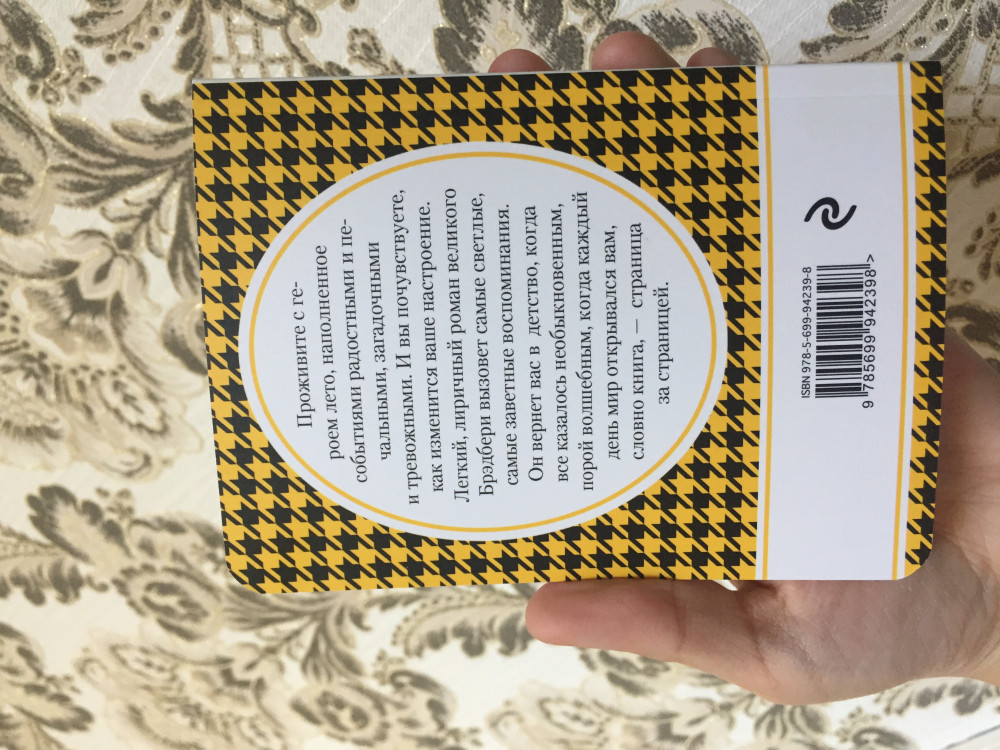 Проживите с ге-
роем лето, наполненное
событиями радостными и пе-
чальными, загадочными
и тревожными. И вы почувствуете,
как изменится ваше настроение.
Легкий, лиричный роман великого
Брэдбери вызовет самые светлые,
самые заветные воспоминания.
Он вернет вас в детство, когда
все казалось необыкновенным,
порой волшебным, когда каждый
день мир открывался вам,
словно книга, — страница
за страницей.
ISBN 978-5-699-94239-8
9 785699 942398 >